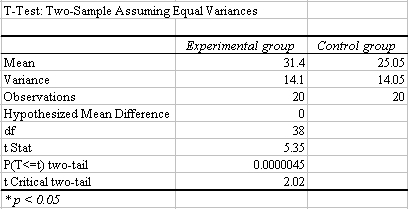 T-Test: Two-Sample Assuming Equal Variances
Experimental group Control group
Mean 31.4 25.05
Variance 14.1 14.05
Observations 20 20
Hypothesized Mean Difference 0
df 38
t Stat 5.35
P(T<=t) two-tail 0.0000045
t Critical two-tail 2.02
*p < 0.05